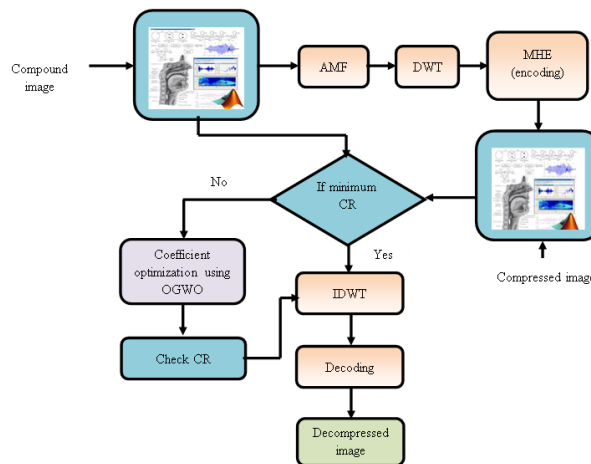 Compound
image
AMF
DWT
MHE
(encoding)
If minimum
CR
No
Yes
Compressed image
Coefficient
optimization using
OGWO
IDWT
Check CR
Decoding
Decompressed
image